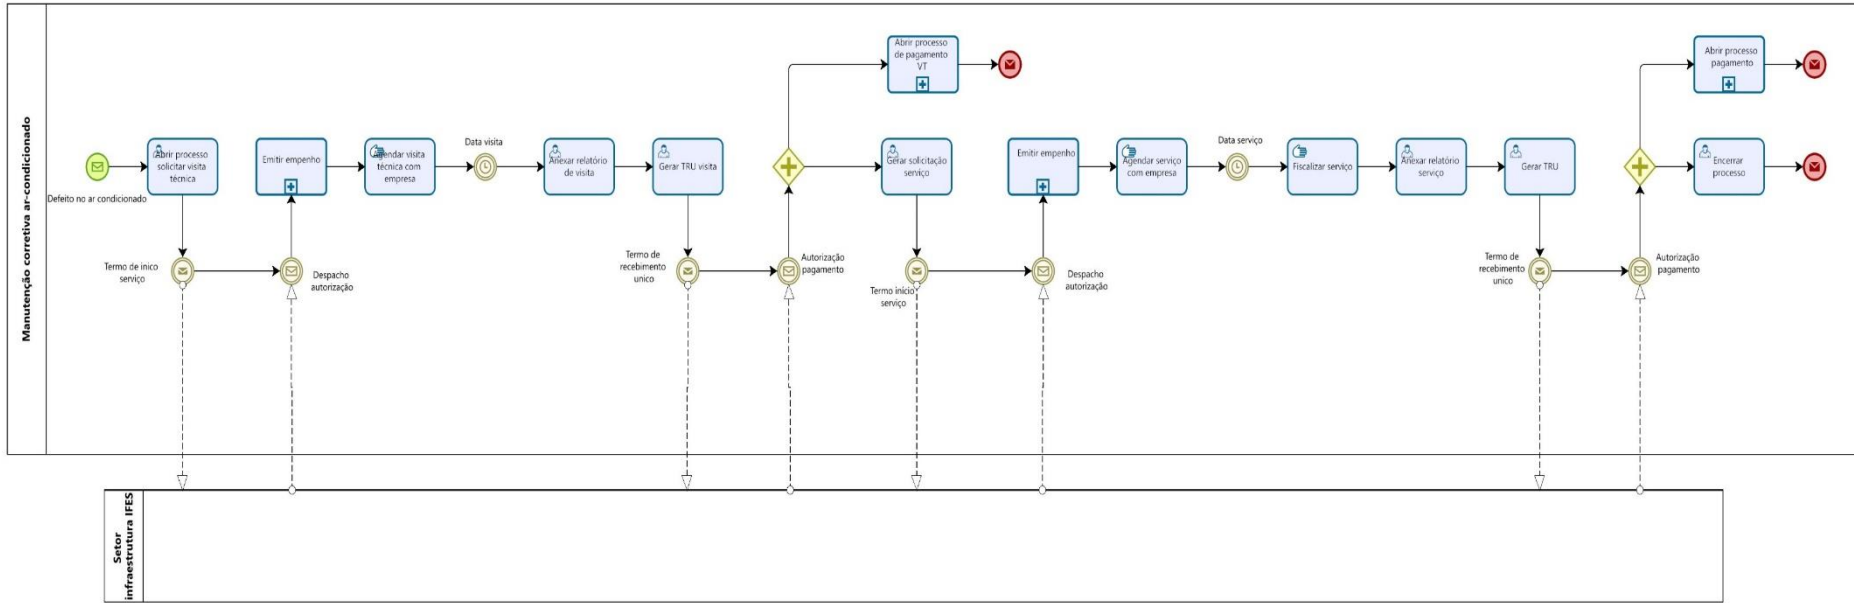 Manutenção corretiva ar-condicionado
Defeito no ar condicionado
Abrir processo
solicitar visita
técnica
Termo de inico
serviço
Despacho
autorização
Emitir empenho
Agendar visita
técnica com
empresa
Data visita
Anexar relatório
de visita
Gerar TRU visita
Termo de
recebimento
unico
Autorização
pagamento
Abrir processo
de pagamento
VT
Gerar solicitação
serviço
Termo início
serviço
Despacho
autorização
Emitir empenho
Agendar serviço
com empresa
Data serviço
Fiscalizar serviço
Anexar relatório
serviço
Gerar TRU
Termo de
recebimento
unico
Autorização
pagamento
Abrir processo
pagamento
Encerrar
processo
Setor
infraestrutura IFES